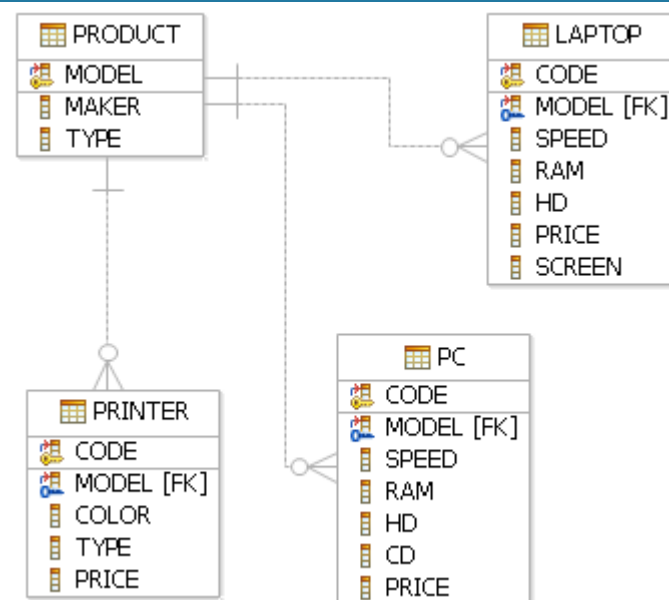 PRODUCT
MODEL
MAKER
TYPE
LAPTOP
CODE
MODEL [FK]
SPEED
RAM
HD
PRICE
SCREEN
PRINTER
CODE
MODEL [FK]
COLOR
TYPE
PRICE
PC
CODE
MODEL [FK]
SPEED
RAM
HD
CD
PRICE